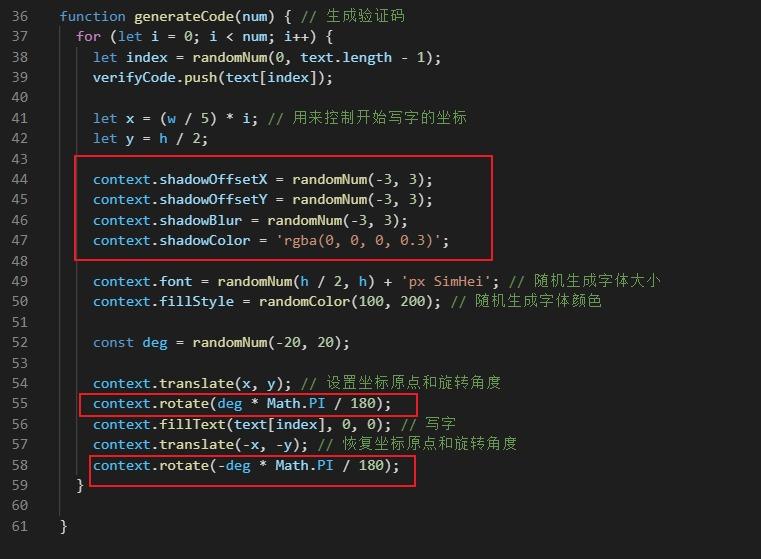 36 function generateCode(num) { // 生成验证码
37 for (let i = 0; i < num; i++) {
38 let index = randomNum(0, text.length - 1);
39 verifyCode.push(text[index]);
40
41 let x = (w / 5) * i; // 用来控制开始写字的坐标
42 let y = h / 2;
43
44 context.shadowOffsetX = randomNum(-3, 3);
45 context.shadowOffsetY = randomNum(-3, 3);
46 context.shadowBlur = randomNum(-3, 3);
47 context.shadowColor = 'rgba(0, 0, 0, 0.3)';
48
49 context.font = randomNum(h / 2, h) + 'px SimHei'; // 随机生成字体大小
50 context.fillStyle = randomColor(100, 200); // 随机生成字体颜色
51
52 const deg = randomNum(-20, 20);
53
54 context.translate(x, y); // 设置坐标原点和旋转角度
55 context.rotate(deg * Math.PI / 180);
56 context.fillText(text[index], 0, 0); // 写字
57 context.translate(-x, -y); // 恢复坐标原点和旋转角度
58 context.rotate(-deg * Math.PI / 180);
59 }
60
61 }